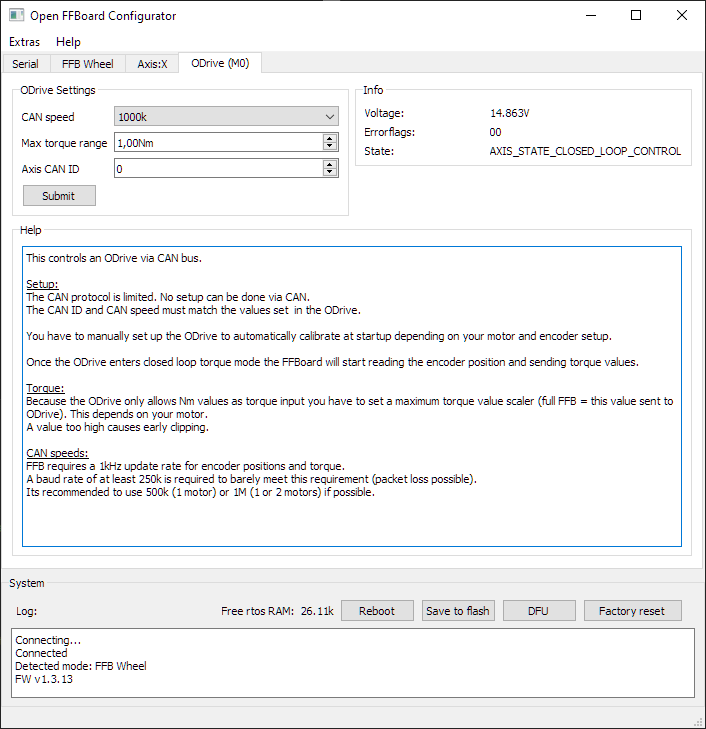 Open FFBoard Configurator
Extras Help
Serial FFB Wheel Axis:X ODrive (M0)
ODrive Settings
CAN speed 1000k
Max torque range 1,00Nm
Axis CAN ID 0
Submit
Info
Voltage: 14.863V
Errorflags: 00
State: AXIS_STATE_CLOSED_LOOP_CONTROL
Help
This controls an ODrive via CAN bus.
Setup:
The CAN protocol is limited. No setup can be done via CAN.
The CAN ID and CAN speed must match the values set  in the ODrive.
You have to manually set up the ODrive to automatically calibrate at startup depending on your motor and encoder setup.
Once the ODrive enters closed loop torque mode the FFBoard will start reading the encoder position and sending torque values.
Torque:
Because the ODrive only allows Nm values as torque input you have to set a maximum torque value scaler (full FFB = this value sent to
ODrive). This depends on your motor.
A value too high causes early clipping.
CAN speeds:
FFB requires a 1kHz update rate for encoder positions and torque.
A baud rate of at least 250k is required to barely meet this requirement (packet loss possible).
Its recommended to use 500k (1 motor) or 1M (1 or 2 motors) if possible.
System
Log: Free rtos RAM: 26.11k Reboot Save to flash DFU Factory reset
Connecting...
Connected
Detected mode: FFB Wheel
FW v1.3.13